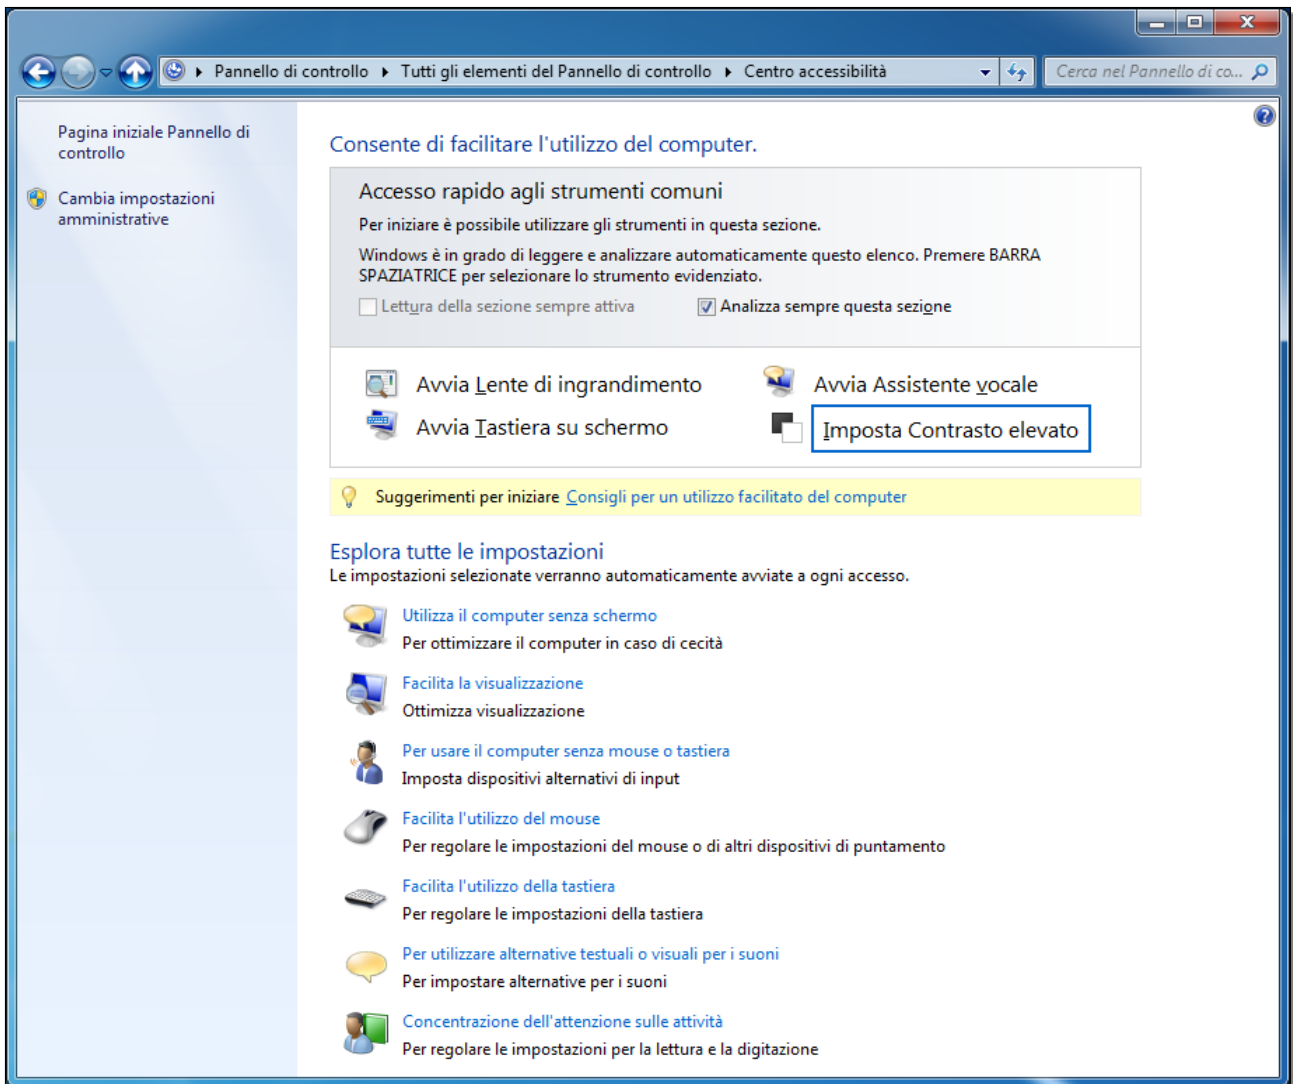 Pannello di controllo Tutti gli elementi del Pannello di controllo Centro accessibilità
Cerca nel Pannello di co...
Pagina iniziale Pannello di
controllo
Cambia impostazioni
amministrative
Consente di facilitare l'utilizzo del computer.
Accesso rapido agli strumenti comuni
Per iniziare è possibile utilizzare gli strumenti in questa sezione.
Windows è in grado di leggere e analizzare automaticamente questo elenco. Premere BARRA
SPAZIATRICE per selezionare lo strumento evidenziato.
Lettura della sezione sempre attiva
Analizza sempre questa sezione
Avvia Lente di ingrandimento
Avvia Assistente vocale
Avvia Tastiera su schermo
Imposta Contrasto elevato
Suggerimenti per iniziare Consigli per un utilizzo facilitato del computer
Esplora tutte le impostazioni
Le impostazioni selezionate verranno automaticamente avviate a ogni accesso.
Utilizza il computer senza schermo
Per ottimizzare il computer in caso di cecità
Facilita la visualizzazione
Ottimizza visualizzazione
Per usare il computer senza mouse o tastiera
Imposta dispositivi alternativi di input
Facilita l'utilizzo del mouse
Per regolare le impostazioni del mouse o di altri dispositivi di puntamento
Facilita l'utilizzo della tastiera
Per regolare le impostazioni della tastiera
Per utilizzare alternative testuali o visuali per i suoni
Per impostare alternative per i suoni
Concentrazione dell'attenzione sulle attività
Per regolare le impostazioni per la lettura e la digitazione